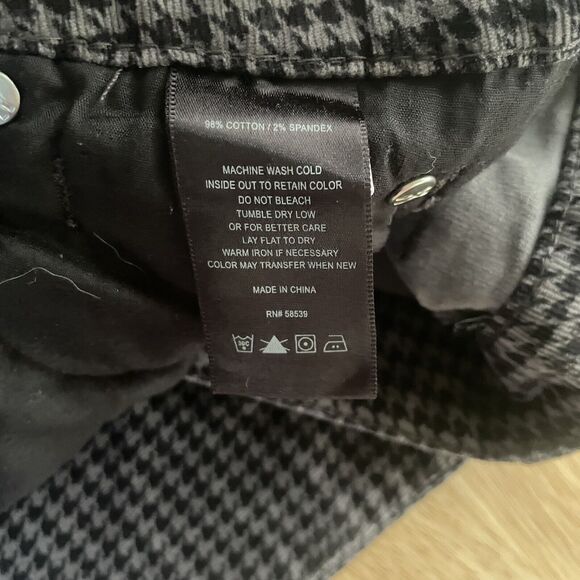 98% COTTON / 2% SPANDEX
MACHINE WASH COLD
INSIDE OUT TO RETAIN COLOR
DO NOT BLEACH
TUMBLE DRY LOW
OR FOR BETTER CARE
LAY FLAT TO DRY
WARM IRON IF NECESSARY
COLOR MAY TRANSFER WHEN NEW
MADE IN CHINA
RN# 58539
30C